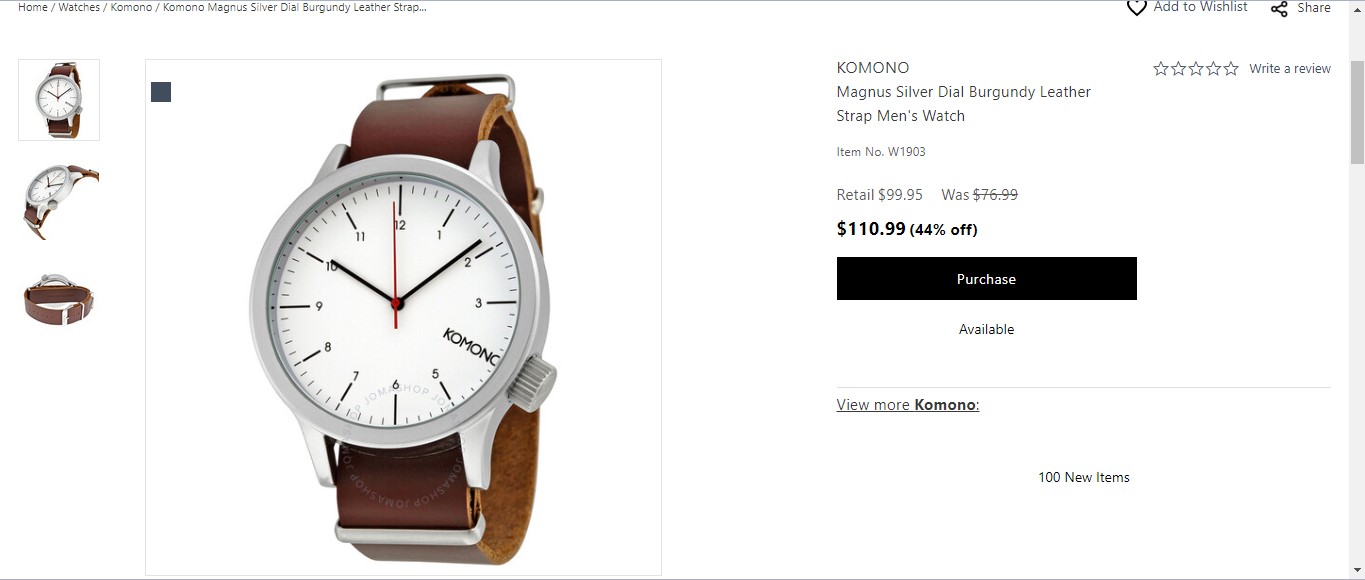 Home / Watches / Komono / Komono Magnus Silver Dial Burgundy Leather Strap...
Add to Wishlist
Share
KOMONO
Write a review
Magnus Silver Dial Burgundy Leather
Strap Men's Watch
Item No. W1903
Retail $99.95 Was $76.99
$110.99 (44% off)
Purchase
Available
View more Komono:
100 New Items
12
11
1
10
2
9
3
8
KOMONO
7
5
6
JOMASHOP
JOMASHOP
JOMASHOP